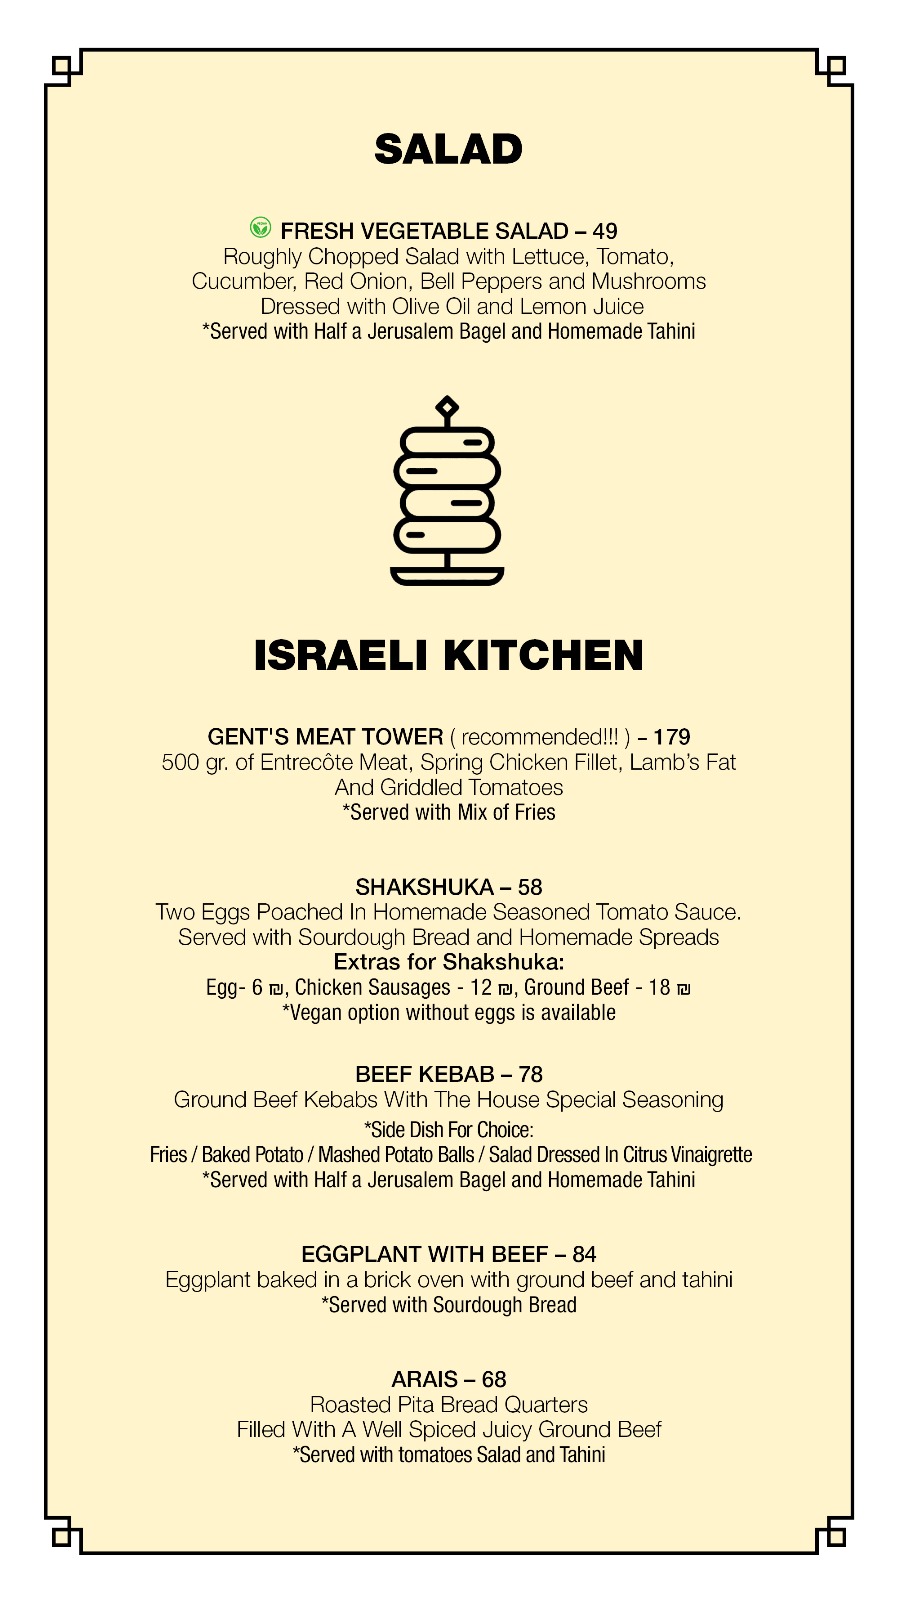 SALAD
FRESH VEGETABLE SALAD – 49
Roughly Chopped Salad with Lettuce, Tomato,
Cucumber, Red Onion, Bell Peppers and Mushrooms
Dressed with Olive Oil and Lemon Juice
*Served with Half a Jerusalem Bagel and Homemade Tahini
ISRAELI KITCHEN
GENT'S MEAT TOWER ( recommended!!! ) – 179
500 gr. of Entrecôte Meat, Spring Chicken Fillet, Lamb’s Fat
And Griddled Tomatoes
*Served with Mix of Fries
SHAKSHUKA – 58
Two Eggs Poached In Homemade Seasoned Tomato Sauce.
Served with Sourdough Bread and Homemade Spreads
Extras for Shakshuka:
Egg- 6 ₪, Chicken Sausages - 12 ₪, Ground Beef - 18 ₪
*Vegan option without eggs is available
BEEF KEBAB – 78
Ground Beef Kebabs With The House Special Seasoning
*Side Dish For Choice:
Fries / Baked Potato / Mashed Potato Balls / Salad Dressed In Citrus Vinaigrette
*Served with Half a Jerusalem Bagel and Homemade Tahini
EGGPLANT WITH BEEF – 84
Eggplant baked in a brick oven with ground beef and tahini
*Served with Sourdough Bread
ARAIS – 68
Roasted Pita Bread Quarters
Filled With A Well Spiced Juicy Ground Beef
*Served with tomatoes Salad and Tahini